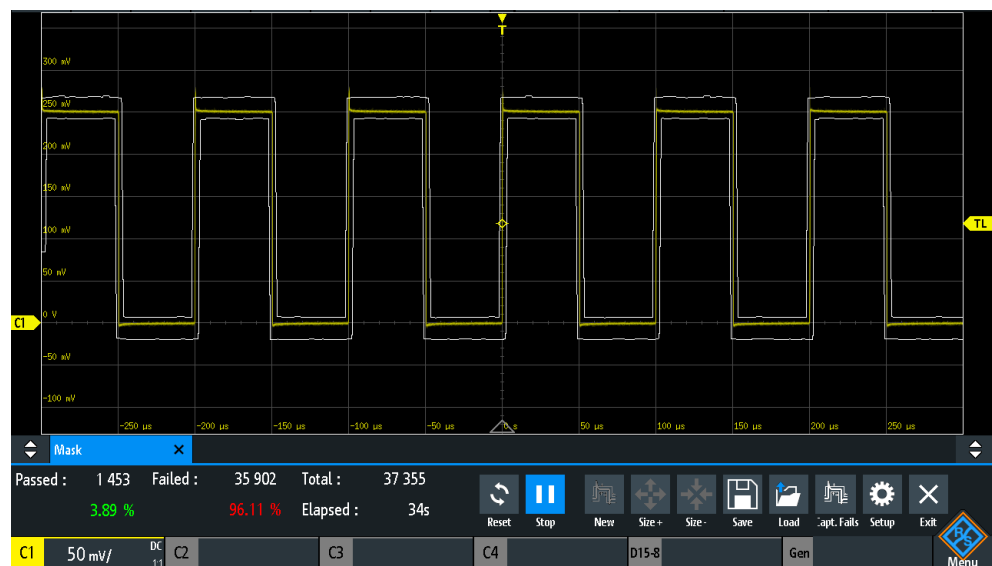 T
300 mV
250 mV
200 mV
150 mV
100 mV
TL
50 mV
0 V
C1
-50 mV
-100 mV
-250 µs -200 µs -150 µs -100 µs -50 µs 0 s 50 µs 100 µs 150 µs 200 µs 250 µs
Mask ×
Passed : 1 453 Failed : 35 902 Total : 37 355
3.89 % 96.11 % Elapsed : 34s
Reset Stop New Size + Size - Save Load Capt. Fails Setup Exit
C1 50 mV/ DC 1:1 C2 C3 C4 D15-8 Gen Menu
R&S